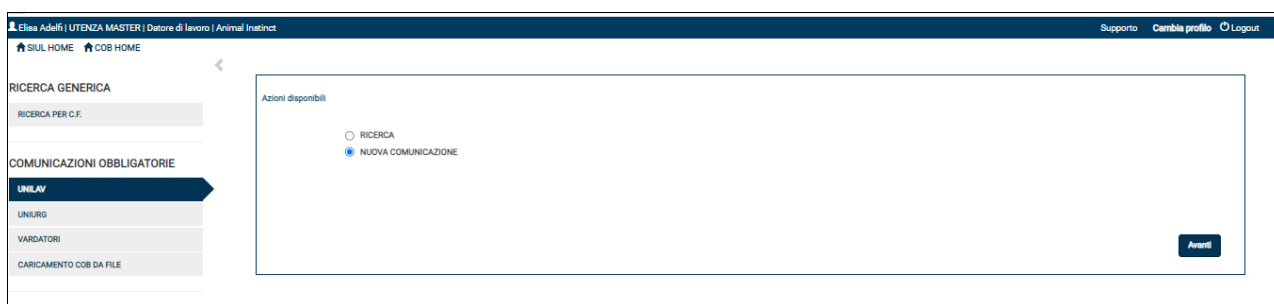 Elisa Adelfi | UTENZA MASTER | Datore di lavoro | Animal Instinct Supporto Cambia profilo Logout
SIUL HOME COB HOME
RICERCA GENERICA
RICERCA PER C.F.
COMUNICAZIONI OBBLIGATORIE
UNILAV
UNIURG
VARDATORI
CARICAMENTO COB DA FILE
Azioni disponibili
RICERCA
NUOVA COMUNICAZIONE
Avanti